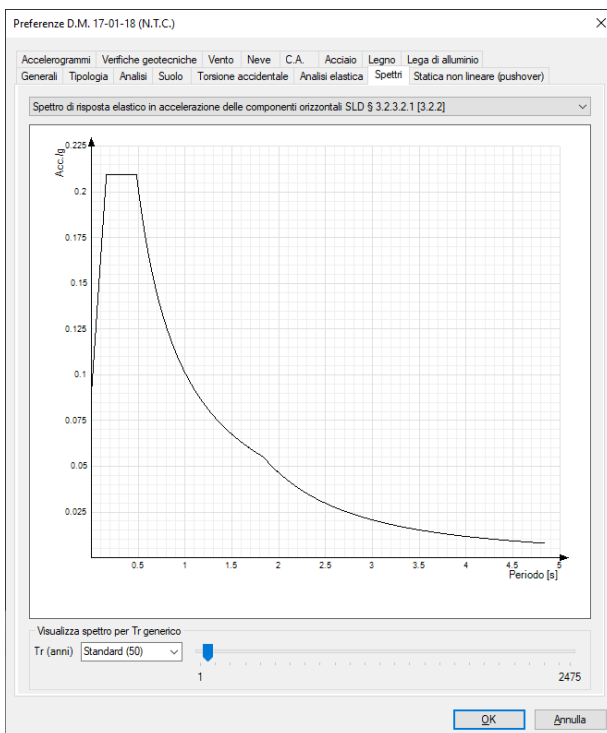 Preferenze D.M. 17-01-18 (N.T.C.)
Accelerogrammi Verifiche geotecniche Vento Neve C.A. Acciaio Legno Lega di alluminio
Generali Tipologia Analisi Suolo Torsione accidentale Analisi elastica Spettri Statica non lineare (pushover)
Spettro di risposta elastico in accelerazione delle componenti orizzontali SLD § 3.2.3.2.1 [3.2.2]
Acc./g
0.225
0.2
0.175
0.15
0.125
0.1
0.075
0.05
0.025
0.5 1 1.5 2 2.5 3 3.5 4 4.5 5
Periodo [s]
Visualizza spettro per Tr generico
Tr (anni) Standard (50)
1 2475
OK Annulla